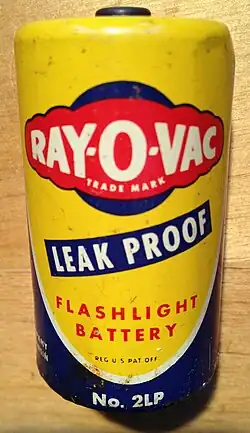 RAY-O-VAC
TRADE MARK
LEAK PROOF
FLASHLIGHT
BATTERY
REG U S PAT. OFF.
No. 2LP